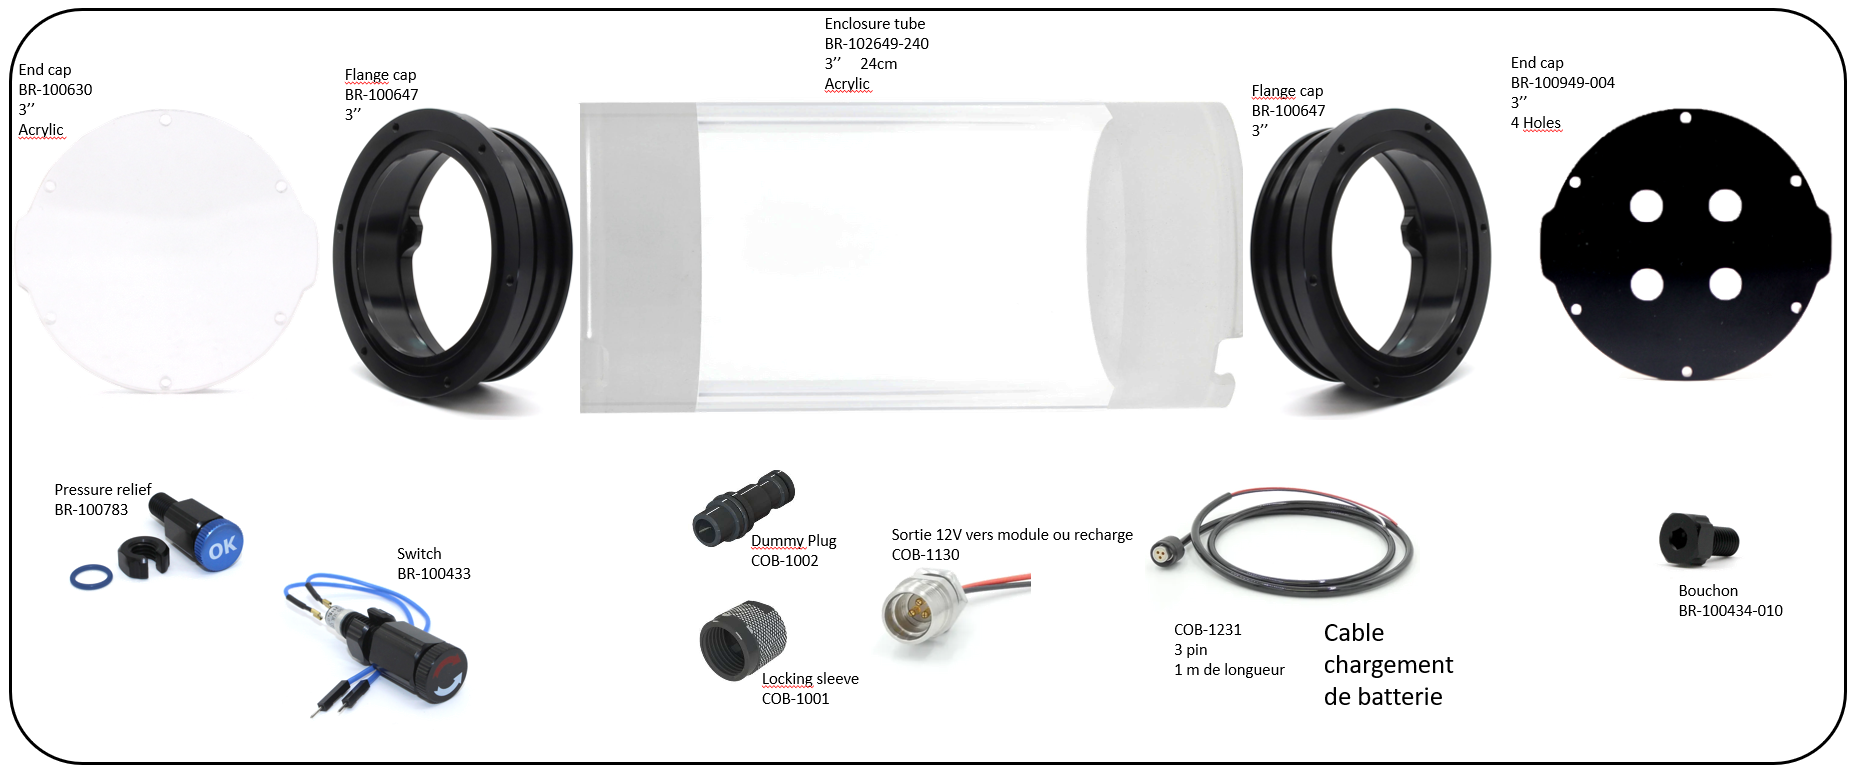 Enclosure tube
BR-102649-240
3’’ 24cm
Acrylic
End cap
BR-100630
3’’
Acrylic
Flange cap
BR-100647
3’’
Flange cap
BR-100647
3’’
End cap
BR-100949-004
3’’
4 Holes
Pressure relief
BR-100783
OK
Switch
BR-100433
Dummy Plug
COB-1002
Locking sleeve
COB-1001
Sortie 12V vers module ou recharge
COB-1130
COB-1231
3 pin
1 m de longueur
Cable
chargement
de batterie
Bouchon
BR-100434-010